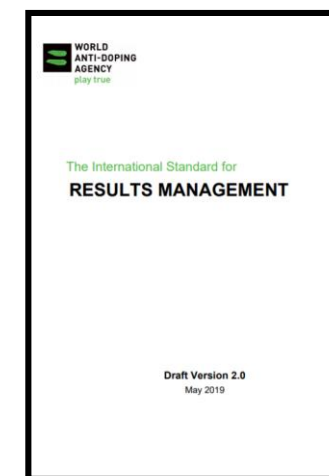 WORLD
ANTI-DOPING
AGENCY
play true
The International Standard for
RESULTS MANAGEMENT
Draft Version 2.0
May 2019